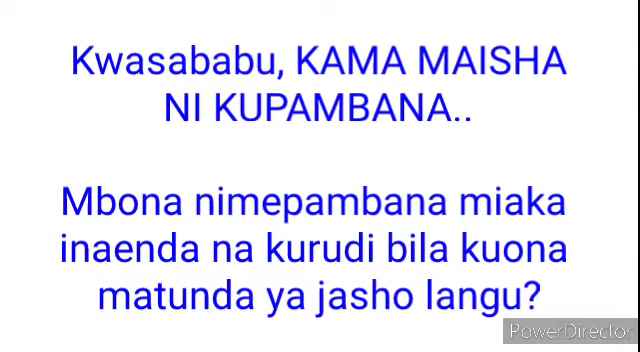 Kwasababu, KAMA MAISHA
NI KUPAMBANA..
Mbona nimepambana miaka
inaenda na kurudi bila kuona
matunda ya jasho langu?
PowerDirector